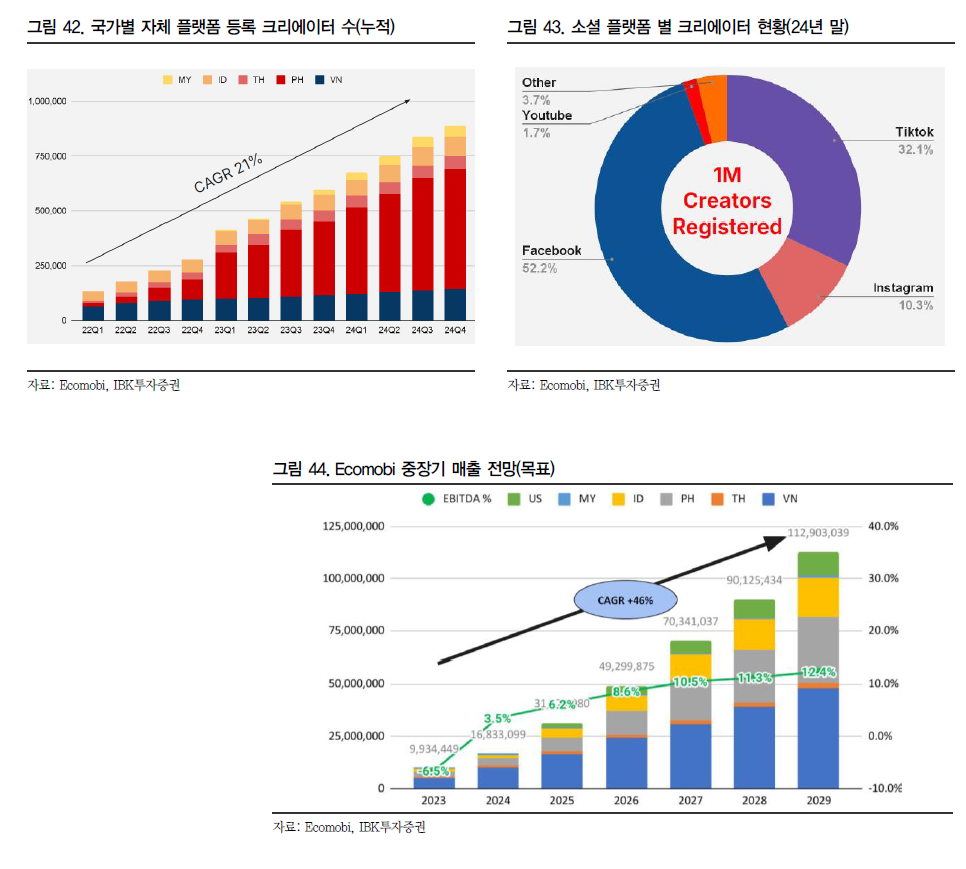 그림 42. 국가별 자체 플랫폼 등록 크리에이터 수(누적)
MY ID TH PH VN
1,000,000
750,000
500,000
250,000
0
CAGR 21%
22Q1 22Q2 22Q3 22Q4 23Q1 23Q2 23Q3 23Q4 24Q1 24Q2 24Q3 24Q4
자료: Ecomobi, IBK투자증권
그림 43. 소셜 플랫폼 별 크리에이터 현황(24년 말)
Other
3.7%
Youtube
1.7%
Tiktok
32.1%
1M
Creators
Registered
Facebook
52.2%
Instagram
10.3%
자료: Ecomobi, IBK투자증권
그림 44. Ecomobi 중장기 매출 전망(목표)
EBITDA % US MY ID PH TH VN
125,000,000
100,000,000
75,000,000
50,000,000
25,000,000
0
40.0%
30.0%
20.0%
10.0%
0.0%
-10.0%
CAGR +46%
9,934,449
16,833,099
49,299,875
70,341,037
90,125,434
112,903,039
-6.5%
3.5%
6.2%
8.6%
10.5%
11.3%
12.4%
2023 2024 2025 2026 2027 2028 2029
자료: Ecomobi, IBK투자증권